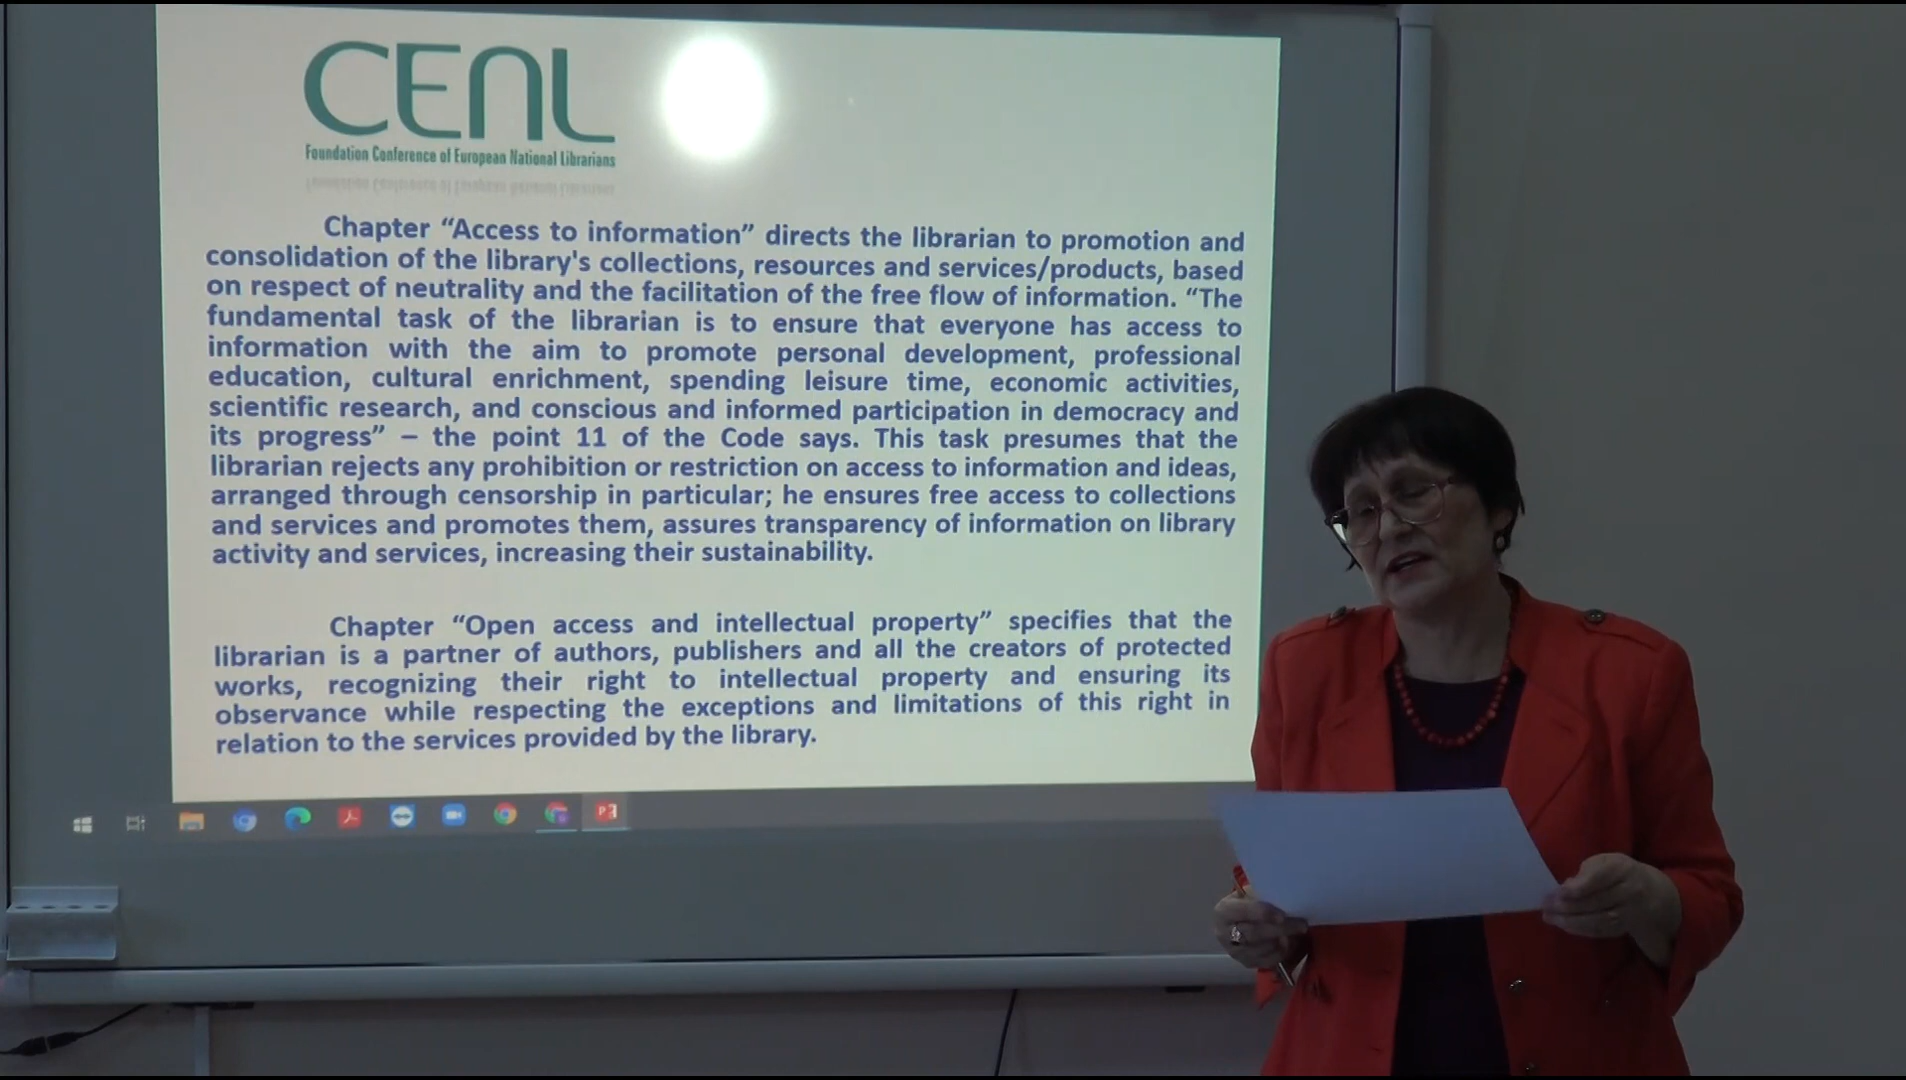 CENL
Foundation Conference of European National Librarians
Chapter “Access to information” directs the librarian to promotion and
consolidation of the library's collections, resources and services/products, based
on respect of neutrality and the facilitation of the free flow of information. “The
fundamental task of the librarian is to ensure that everyone has access to
information with the aim to promote personal development, professional
education, cultural enrichment, spending leisure time, economic activities,
scientific research, and conscious and informed participation in democracy and
its progress” – the point 11 of the Code says. This task presumes that the
librarian rejects any prohibition or restriction on access to information and ideas,
arranged through censorship in particular; he ensures free access to collections
and services and promotes them, assures transparency of information on library
activity and services, increasing their sustainability.
Chapter “Open access and intellectual property” specifies that the
librarian is a partner of authors, publishers and all the creators of protected
works, recognizing their right to intellectual property and ensuring its
observance while respecting the exceptions and limitations of this right in
relation to the services provided by the library.